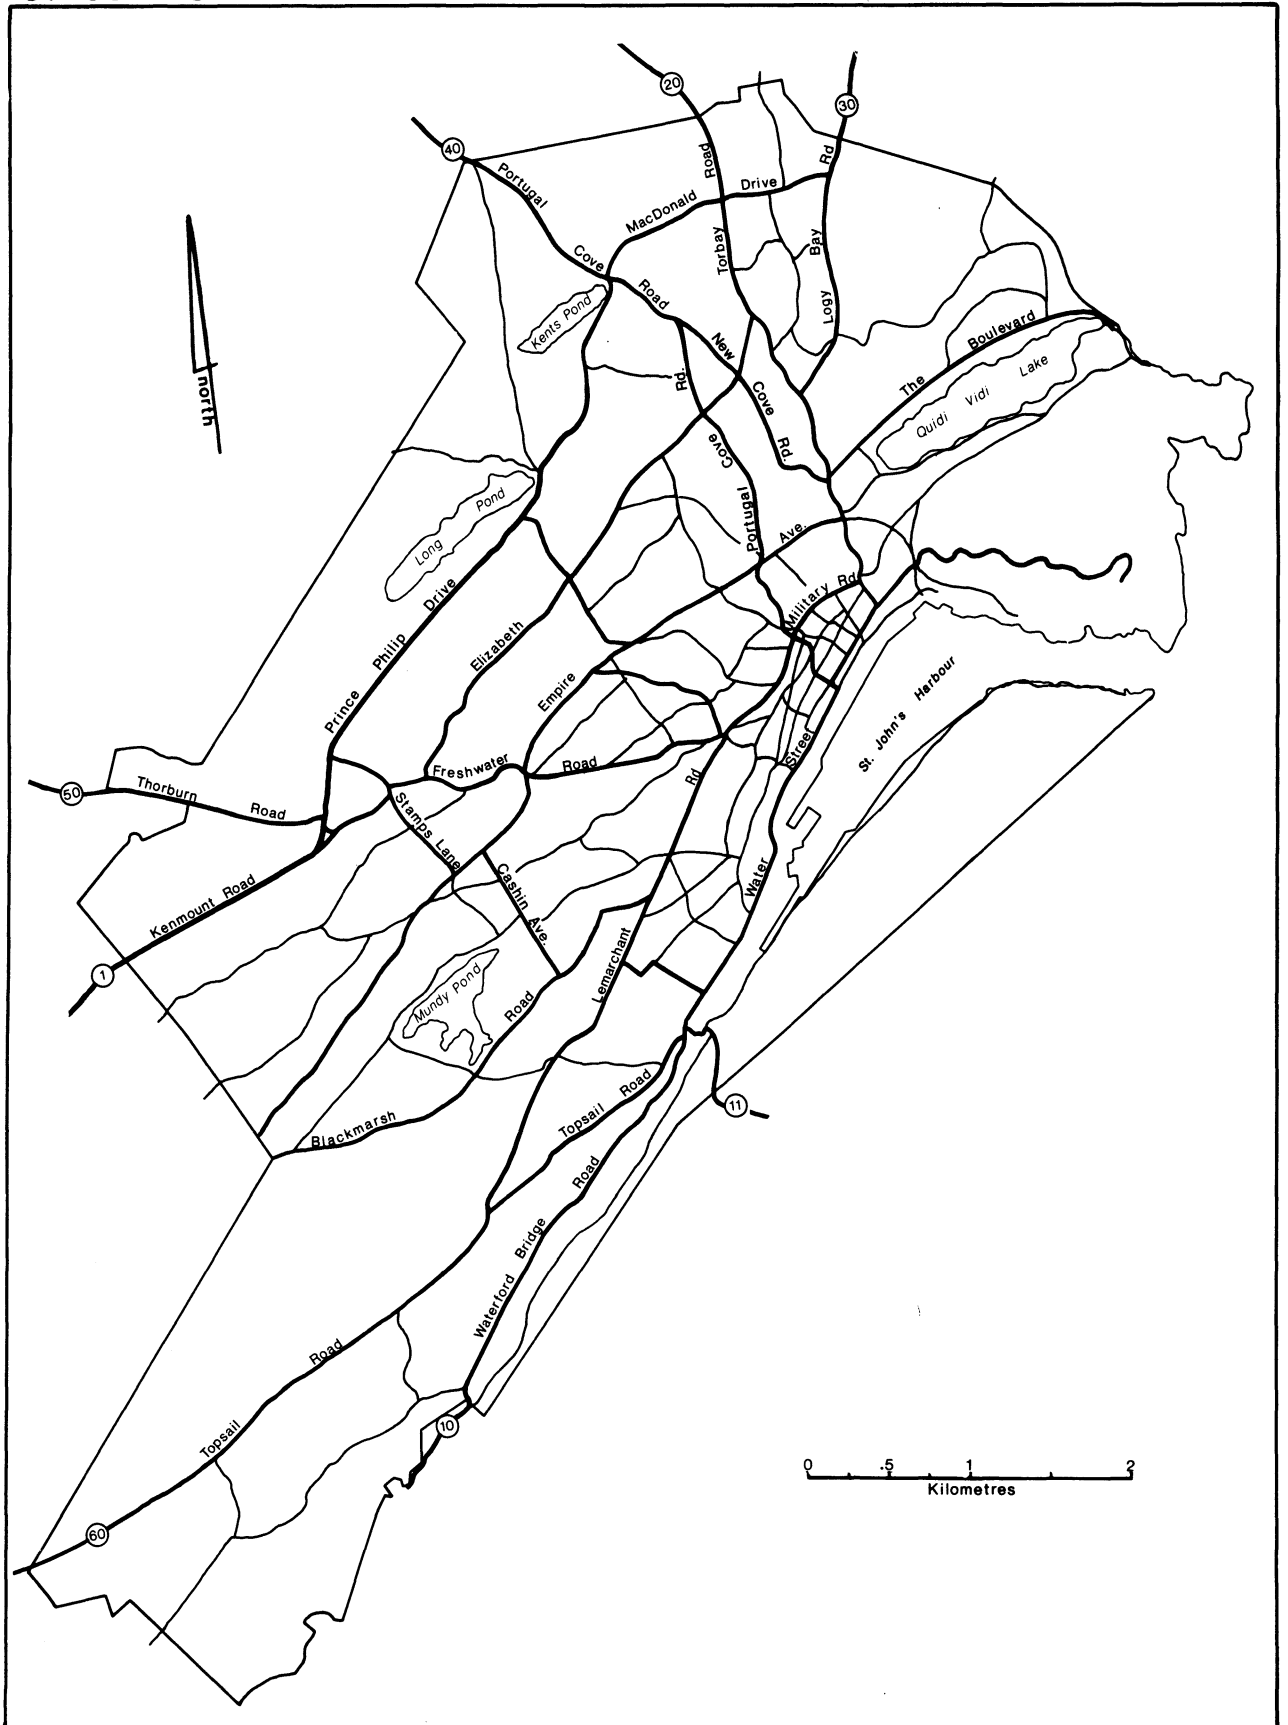 20
30
40
Portugal
Cove
Road
MacDonald
Drive
Road
Torbay
Rd
Bay
Logy
Kents Pond
New
Cove
Rd.
Rd.
Cove
Portugal
The
Boulevard
Quidi Vidi Lake
north
Long Pond
Prince
Philip
Drive
Elizabeth
Empire
Ave.
Military Rd
St. John's Harbour
Freshwater
Road
Street
Water
50
Thorburn
Road
Stamps Lane
Cashin Ave.
Rd
Lemarchant
Kenmount Road
1
Mundy Pond
Road
Blackmarsh
Topsail
Road
11
Waterford
Bridge
Road
Topsail
Road
10
60
0 .5 1 2
Kilometres